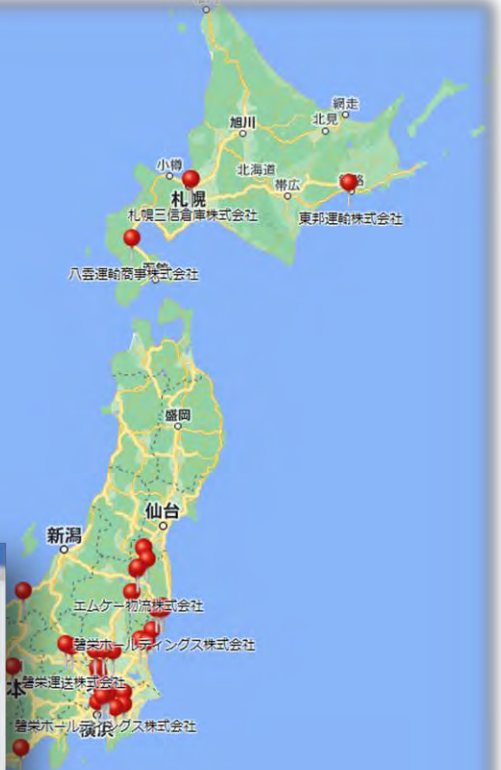 網走
旭川
北見
小樽
北海道
帯広
札幌
札幌三信倉庫株式会社
東邦運輸株式会社
八雲運輸商事株式会社
盛岡
仙台
新潟
エムケー物流株式会社
磐栄ホールディングス株式会社
磐栄運送株式会社
本
磐栄ホールディングス株式会社
横浜